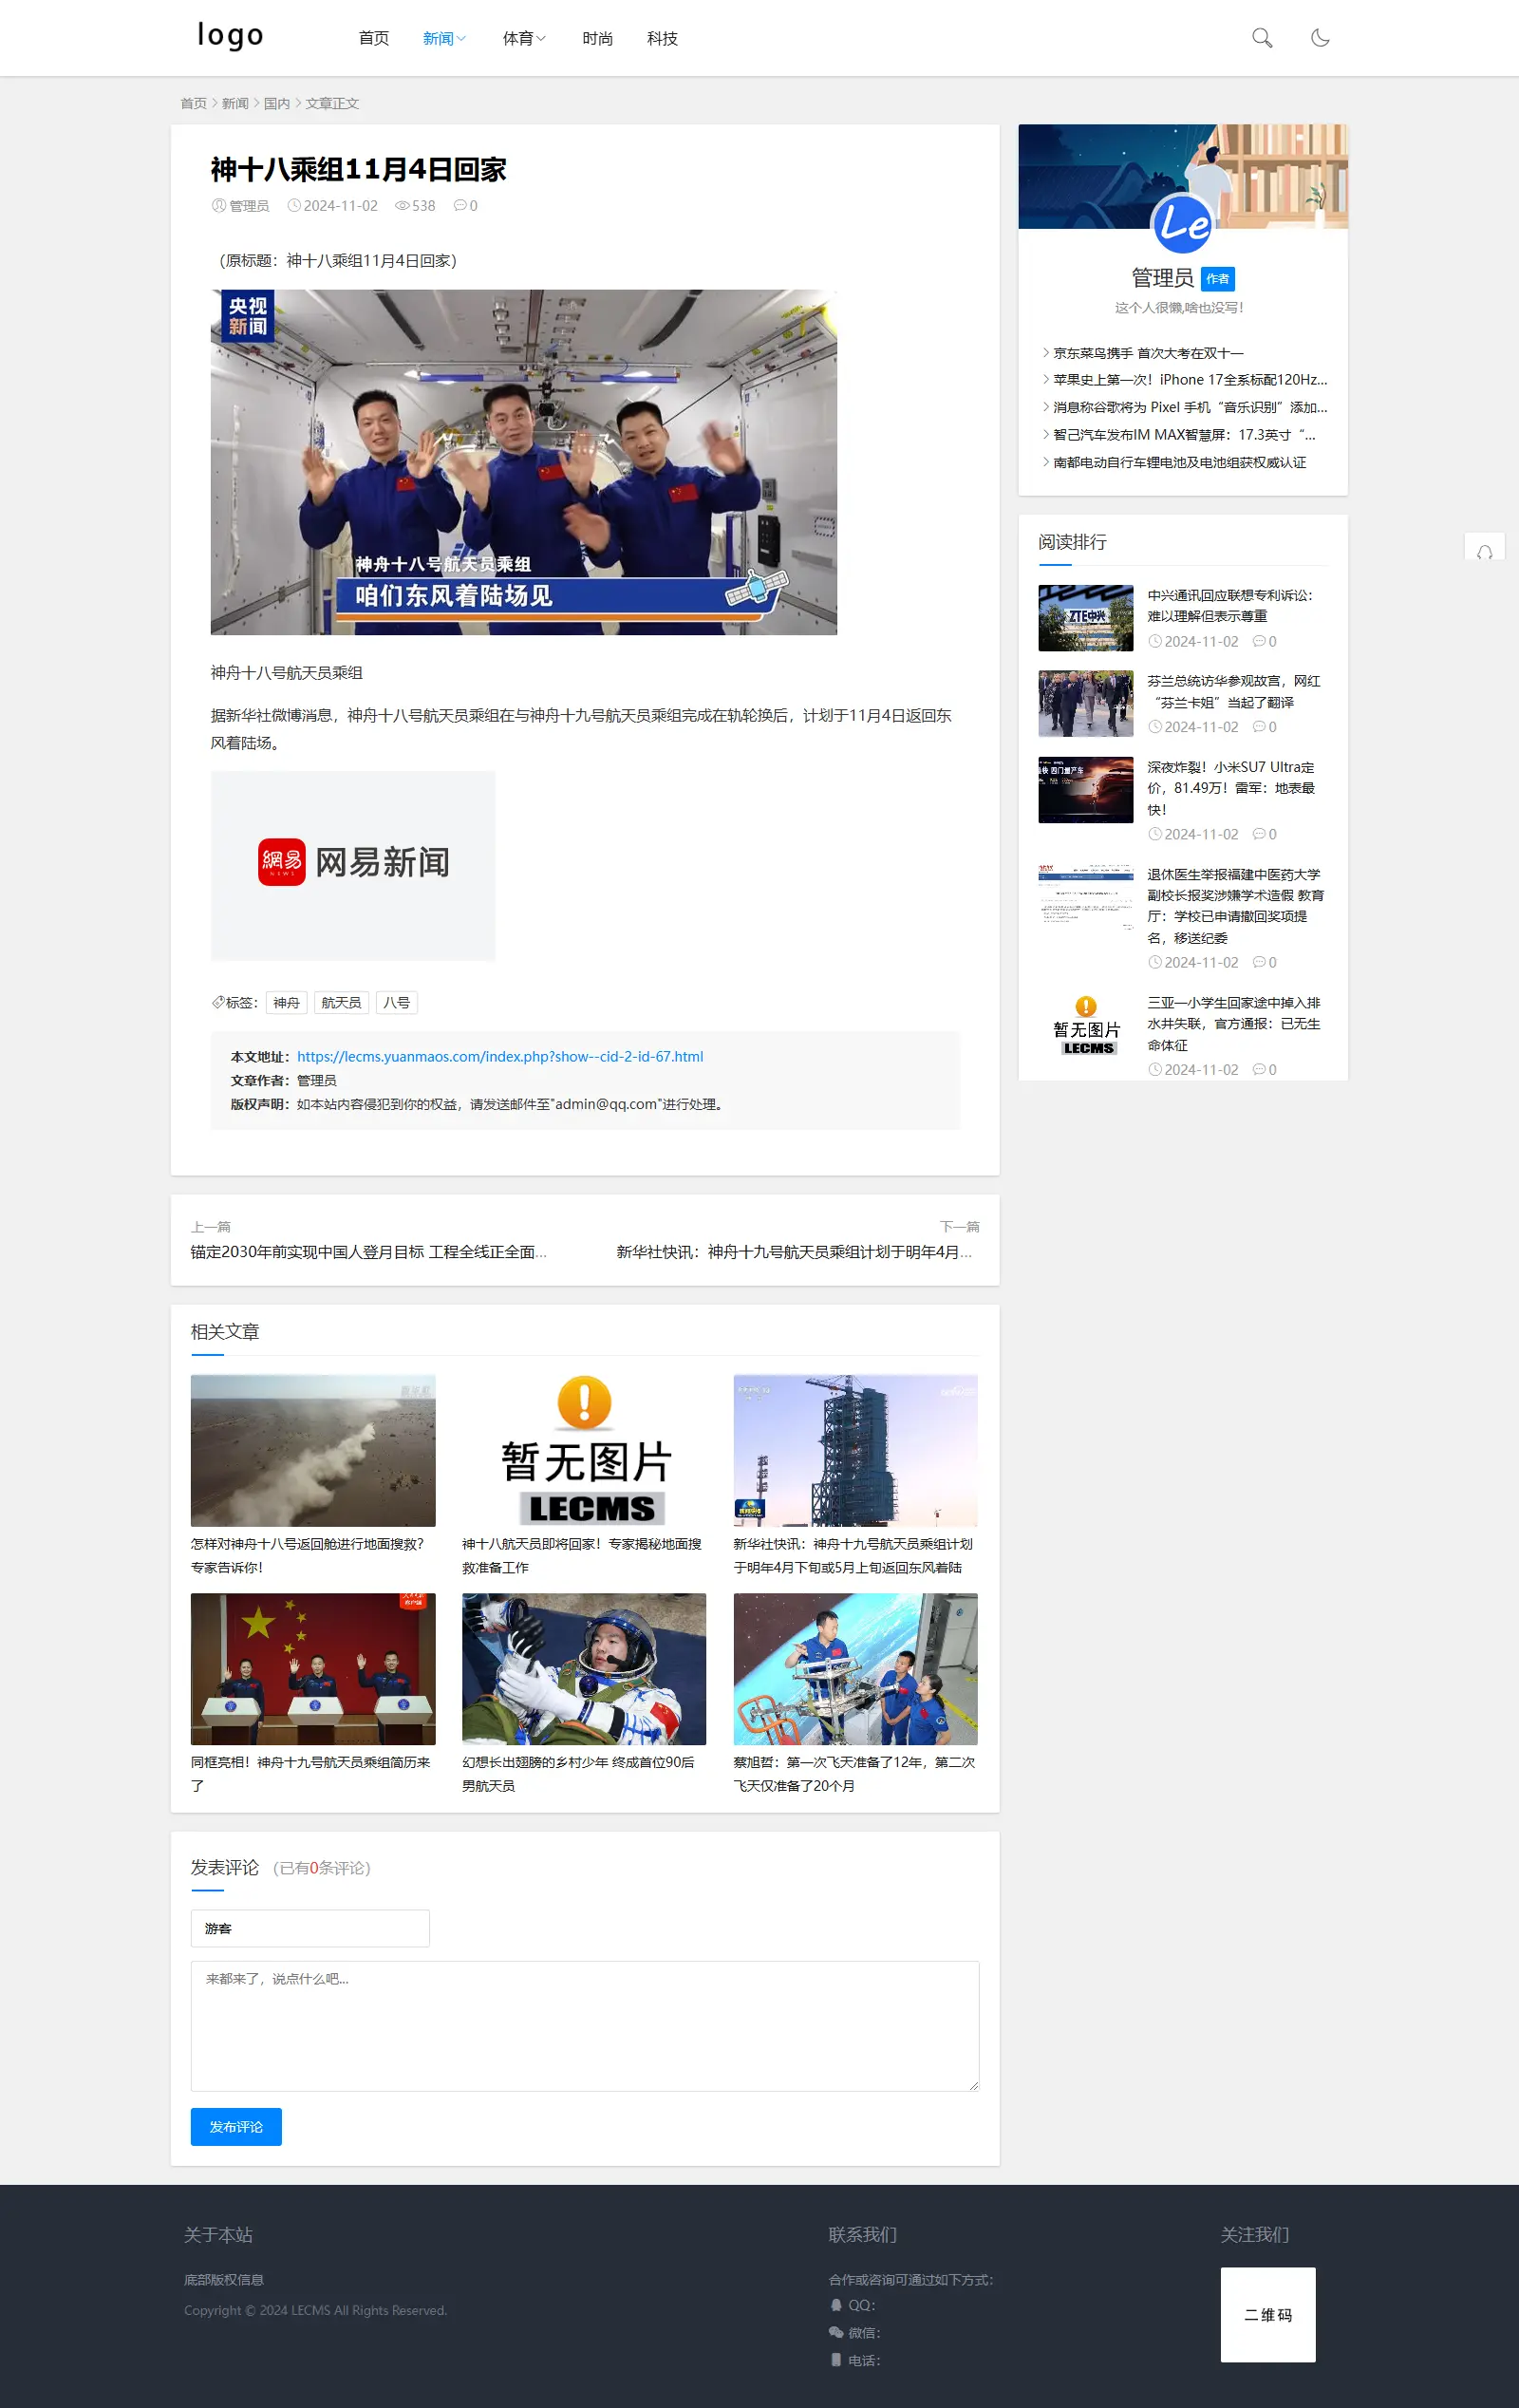 logo
首页
新闻
体育
时尚
科技
首页 > 新闻 > 国内 > 文章正文
神十八乘组11月4日回家
管理员 2024-11-02 538 0
（原标题：神十八乘组11月4日回家）
央视
新闻
神舟十八号航天员乘组
咱们东风着陆场见
神舟十八号航天员乘组
据新华社微博消息，神舟十八号航天员乘组在与神舟十九号航天员乘组完成在轨轮换后，计划于11月4日返回东
风着陆场。
網易
NEWS
网易新闻
标签： 神舟 航天员 八号
本文地址：https://lecms.yuanmaos.com/index.php?show--cid-2-id-67.html
文章作者：管理员
版权声明：如本站内容侵犯到你的权益，请发送邮件至"admin@qq.com"进行处理。
上一篇
锚定2030年前实现中国人登月目标 工程全线正全面...
下一篇
新华社快讯：神舟十九号航天员乘组计划于明年4月...
相关文章
怎样对神舟十八号返回舱进行地面搜救？
专家告诉你！
暂无图片
LECMS
神十八航天员即将回家！专家揭秘地面搜
救准备工作
新华社快讯：神舟十九号航天员乘组计划
于明年4月下旬或5月上旬返回东风着陆
同框亮相！神舟十九号航天员乘组简历来
了
幻想长出翅膀的乡村少年 终成首位90后
男航天员
蔡旭哲：第一次飞天准备了12年，第二次
飞天仅准备了20个月
发表评论 （已有0条评论）
游客
来都来了，说点什么吧...
发布评论
Le
管理员 作者
这个人很懒,啥也没写！
京东菜鸟携手 首次大考在双十一
苹果史上第一次！iPhone 17全系标配120Hz...
消息称谷歌将为 Pixel 手机“音乐识别”添加...
智己汽车发布IM MAX智慧屏：17.3英寸“...
南都电动自行车锂电池及电池组获权威认证
阅读排行
ZTE中兴
中兴通讯回应联想专利诉讼：
难以理解但表示尊重
2024-11-02 0
芬兰总统访华参观故宫，网红
“芬兰卡姐”当起了翻译
2024-11-02 0
深夜炸裂！小米SU7 Ultra定
价，81.49万！雷军：地表最
快！
2024-11-02 0
退休医生举报福建中医药大学
副校长报奖涉嫌学术造假 教育
厅：学校已申请撤回奖项提
名，移送纪委
2024-11-02 0
暂无图片
LECMS
三亚一小学生回家途中掉入排
水井失联，官方通报：已无生
命体征
2024-11-02 0
关于本站
底部版权信息
Copyright © 2024 LECMS All Rights Reserved.
联系我们
合作或咨询可通过如下方式：
QQ：
微信：
电话：
关注我们
二维码